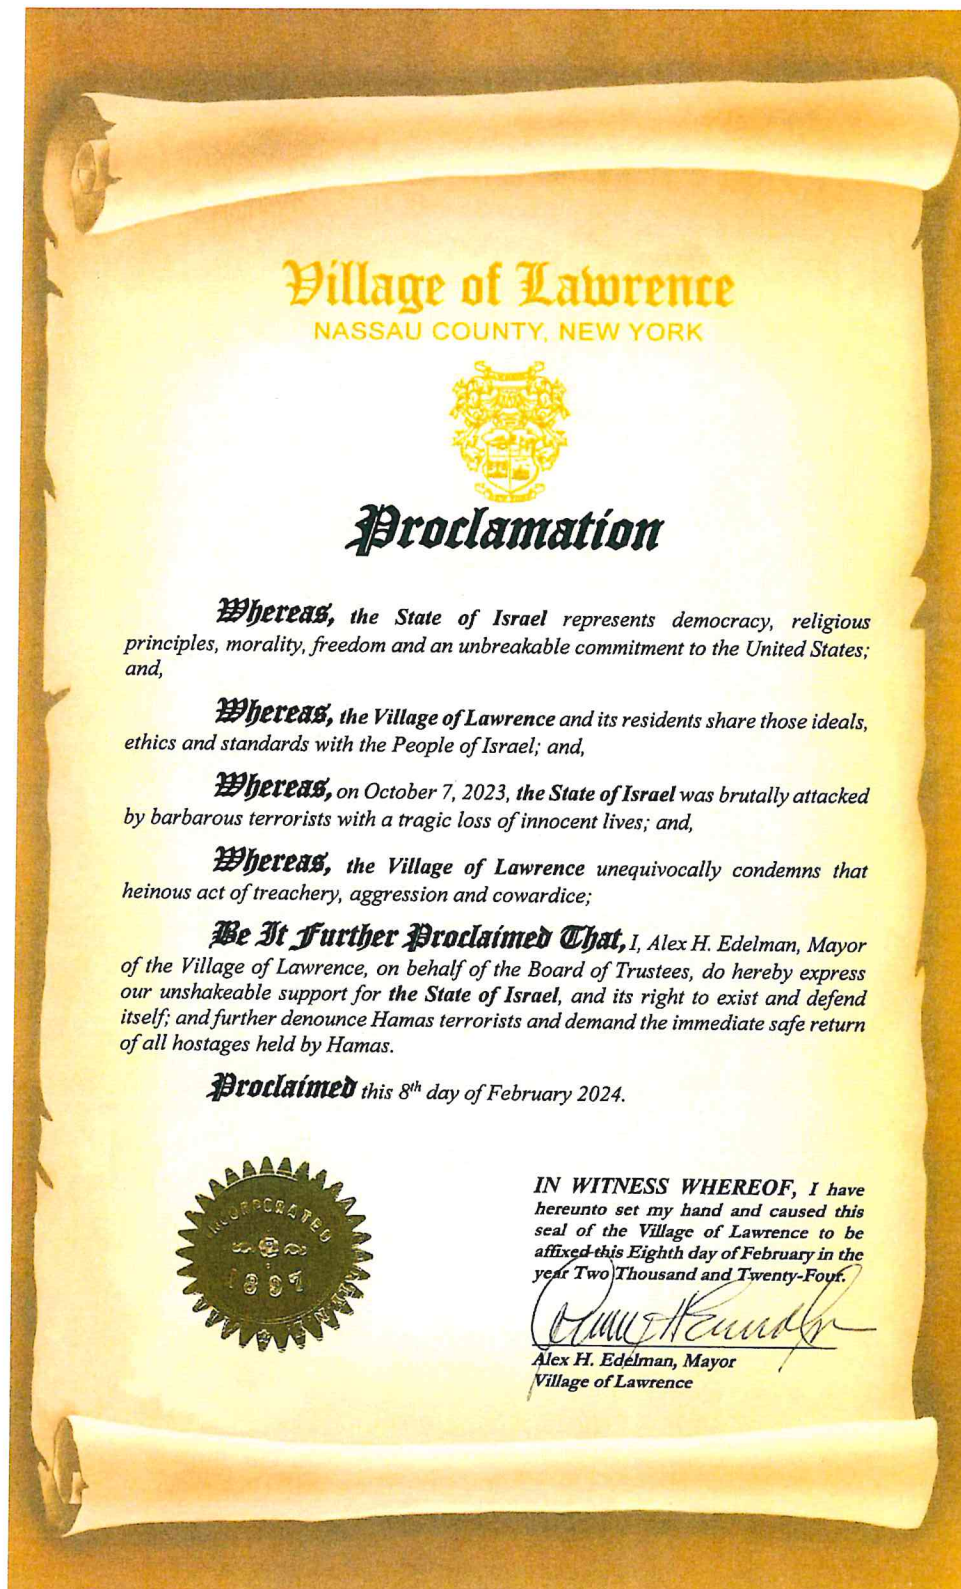 Village of Lawrence
NASSAU COUNTY, NEW YORK
Proclamation
Whereas, the State of Israel represents democracy, religious
principles, morality, freedom and an unbreakable commitment to the United States;
and,
Whereas, the Village of Lawrence and its residents share those ideals,
ethics and standards with the People of Israel; and,
Whereas, on October 7, 2023, the State of Israel was brutally attacked
by barbarous terrorists with a tragic loss of innocent lives; and,
Whereas, the Village of Lawrence unequivocally condemns that
heinous act of treachery, aggression and cowardice;
Be It Further Proclaimed That, I, Alex H. Edelman, Mayor
of the Village of Lawrence, on behalf of the Board of Trustees, do hereby express
our unshakeable support for the State of Israel, and its right to exist and defend
itself; and further denounce Hamas terrorists and demand the immediate safe return
of all hostages held by Hamas.
Proclaimed this 8th day of February 2024.
INCORPORATED
1897
IN WITNESS WHEREOF, I have
hereunto set my hand and caused this
seal of the Village of Lawrence to be
affixed this Eighth day of February in the
year Two Thousand and Twenty-Four.
Alex H. Edelman, Mayor
Village of Lawrence